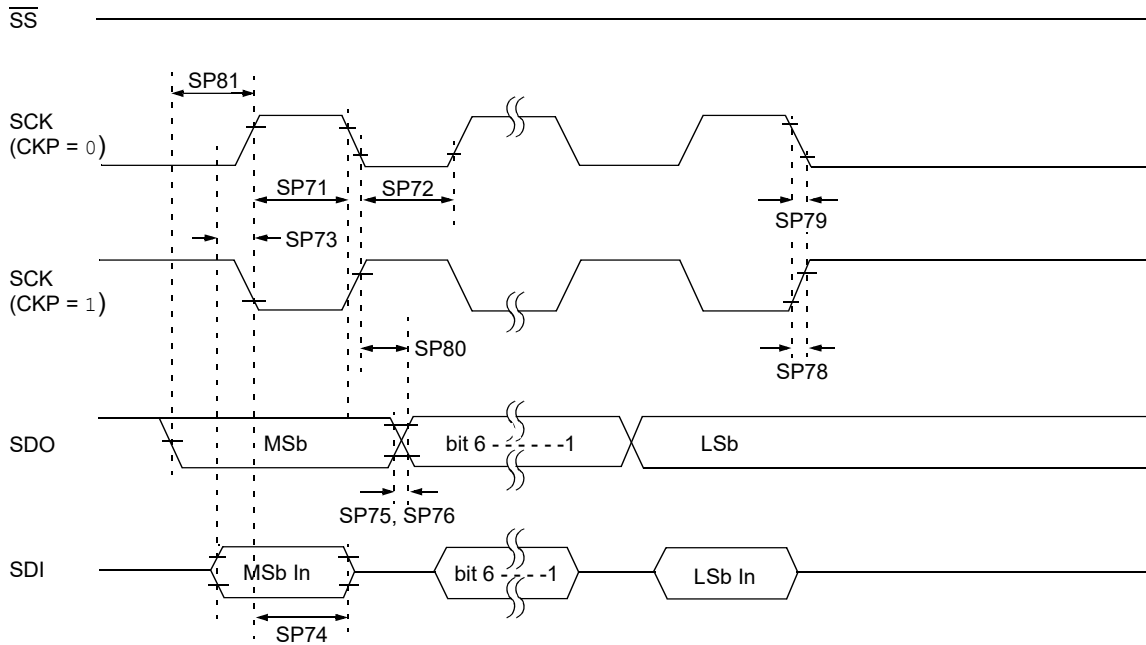 SS
SP81
SCK
(CKP = 0)
SP71
SP72
SP79
SP73
SCK
(CKP = 1)
SP80
SP78
SDO
MSb
bit 6 - - - - - -1
LSb
SP75, SP76
SDI
MSb In
bit 6 - - - - -1
LSb In
SP74